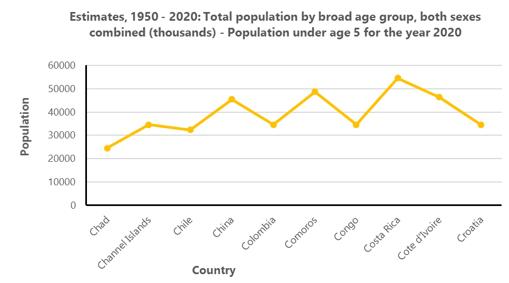 Estimates, 1950 - 2020: Total population by broad age group, both sexes
combined (thousands) - Population under age 5 for the year 2020
60000
50000
40000
30000
20000
10000
0
Population
Chad
Channel Islands
Chile
China
Colombia
Comoros
Congo
Costa Rica
Cote d'Ivoire
Croatia
Country